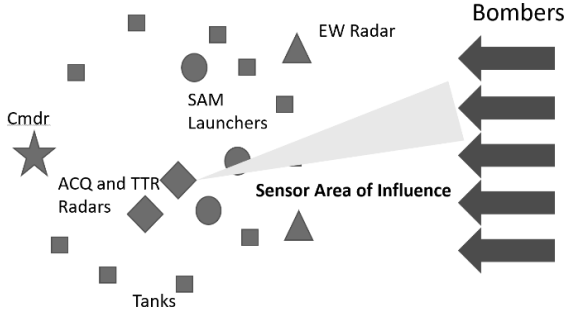 Bombers
EW Radar
SAM
Launchers
Cmdr
ACQ and TTR
Radars
Sensor Area of Influence
Tanks